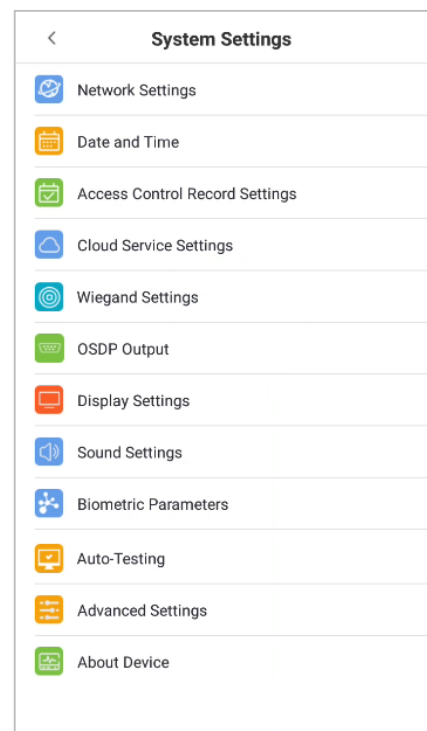 System Settings
Network Settings
Date and Time
Access Control Record Settings
Cloud Service Settings
Wiegand Settings
OSDP Output
Display Settings
Sound Settings
Biometric Parameters
Auto-Testing
Advanced Settings
About Device